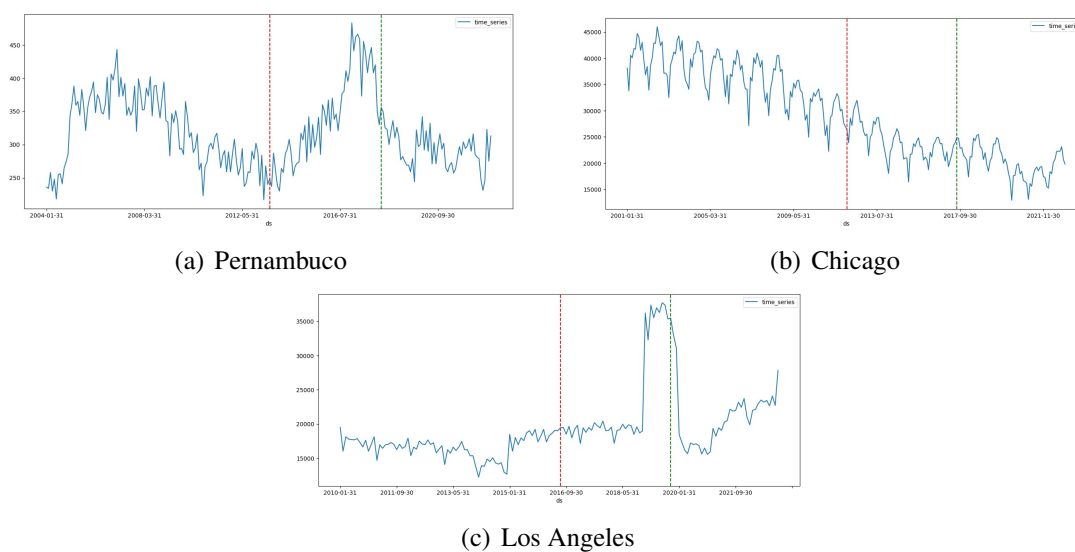 time_series
450
400
350
300
250
2004-01-31 2008-03-31 2012-05-31 2016-07-31 2020-09-30
ds
(a) Pernambuco
time_series
45000
40000
35000
30000
25000
20000
15000
2001-01-31 2005-03-31 2009-05-31 2013-07-31 2017-09-30 2021-11-30
ds
(b) Chicago
time_series
35000
30000
25000
20000
15000
2010-01-31 2011-09-30 2013-05-31 2015-01-31 2016-09-30 2018-05-31 2020-01-31 2021-09-30
ds
(c) Los Angeles